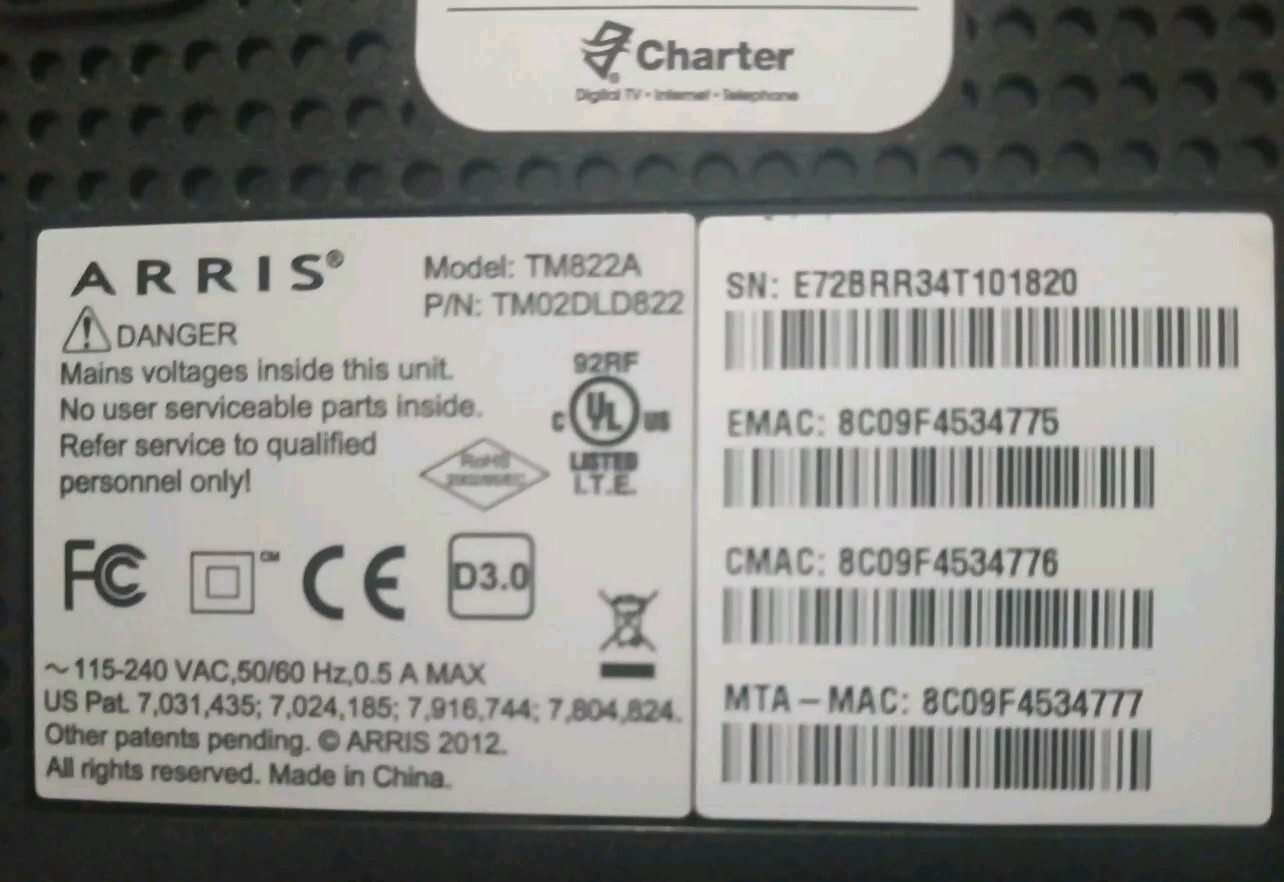 Charter
Digital TV • Internet • Telephone
ARRIS®
Model: TM822A
P/N: TM02DLD822
DANGER
Mains voltages inside this unit.
No user serviceable parts inside.
Refer service to qualified
personnel only!
92RF
C UL US
LISTED
I.T.E.
RoHS
FC CM CE D3.0
~115-240 VAC,50/60 Hz,0.5 A MAX
US Pat. 7,031,435; 7,024,185; 7,916,744; 7,804,824.
Other patents pending. © ARRIS 2012.
All rights reserved. Made in China.
SN: E72BRR34T101820
EMAC: 8C09F4534775
CMAC: 8C09F4534776
MTA – MAC: 8C09F4534777